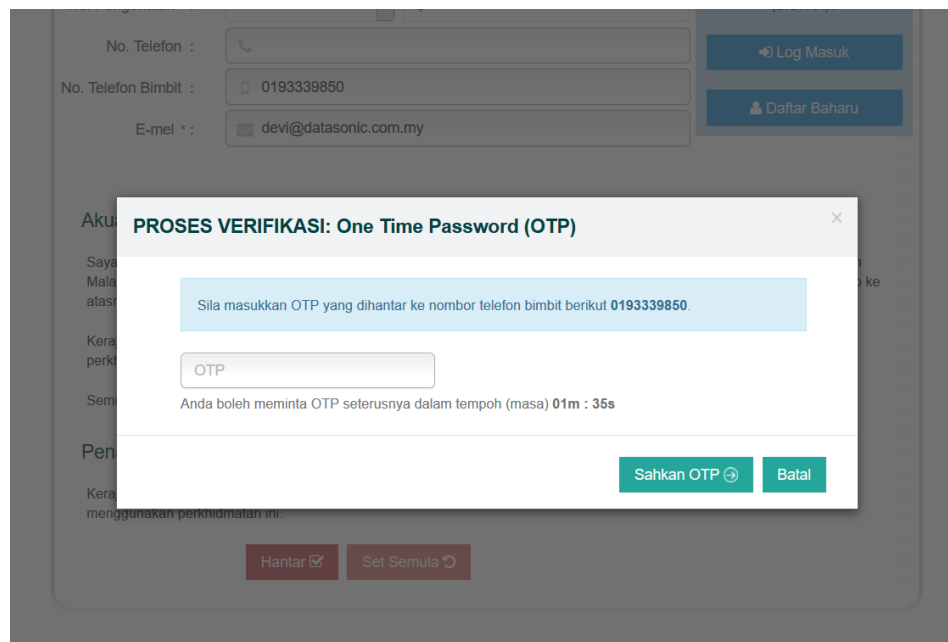 No. Telefon :
Log Masuk
No. Telefon Bimbit :
0193339850
Daftar Baharu
E-mel * :
devi@datasonic.com.my
PROSES VERIFIKASI: One Time Password (OTP)
×
Saya
ke
Sila masukkan OTP yang dihantar ke nombor telefon bimbit berikut 0193339850.
OTP
Anda boleh meminta OTP seterusnya dalam tempoh (masa) 01m : 35s
Sahkan OTP
Batal
menggunakan perkhidmatan ini.
Hantar
Set Semula